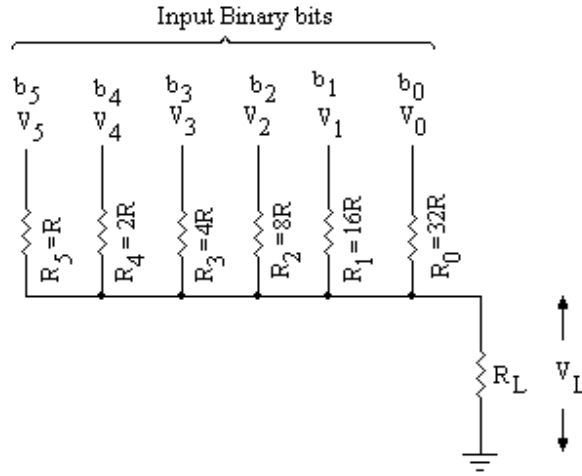 Input Binary bits
b5 b4 b3 b2 b1 b0
V5 V4 V3 V2 V1 V0
R5 = R
R4 = 2R
R3 = 4R
R2 = 8R
R1 = 16R
R0 = 32R
RL
VL